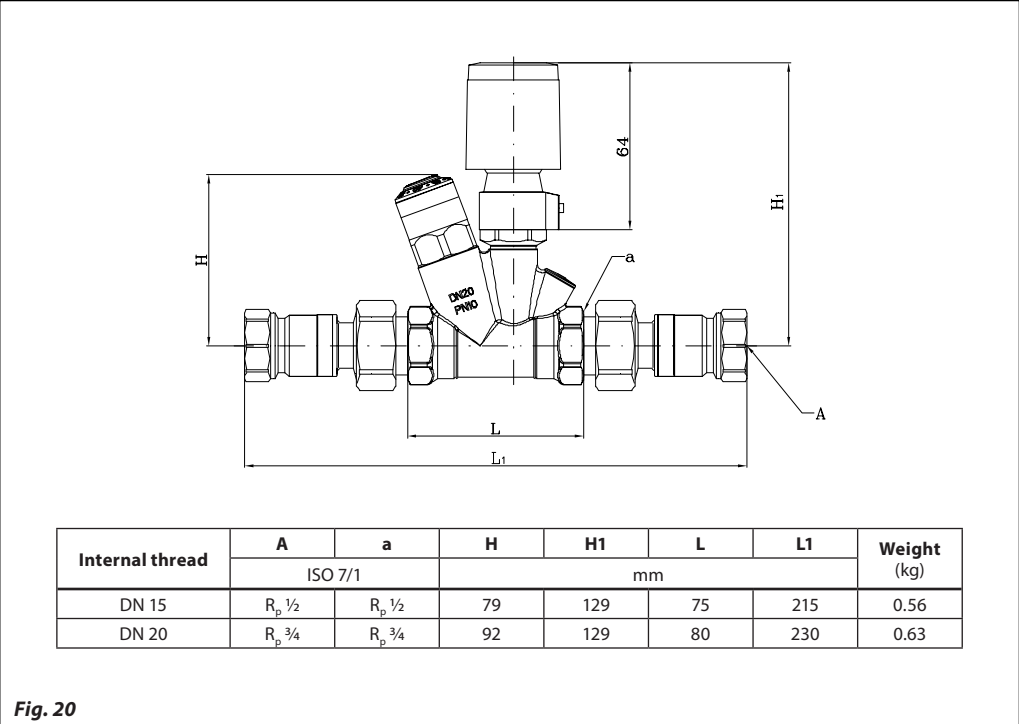 64
H1
H
a
DN20
PN10
A
L
L1
Internal thread A a H H1 L L1 Weight
ISO 7/1 mm (kg)
DN 15 Rp ½ Rp ½ 79 129 75 215 0.56
DN 20 Rp ¾ Rp ¾ 92 129 80 230 0.63
Fig. 20